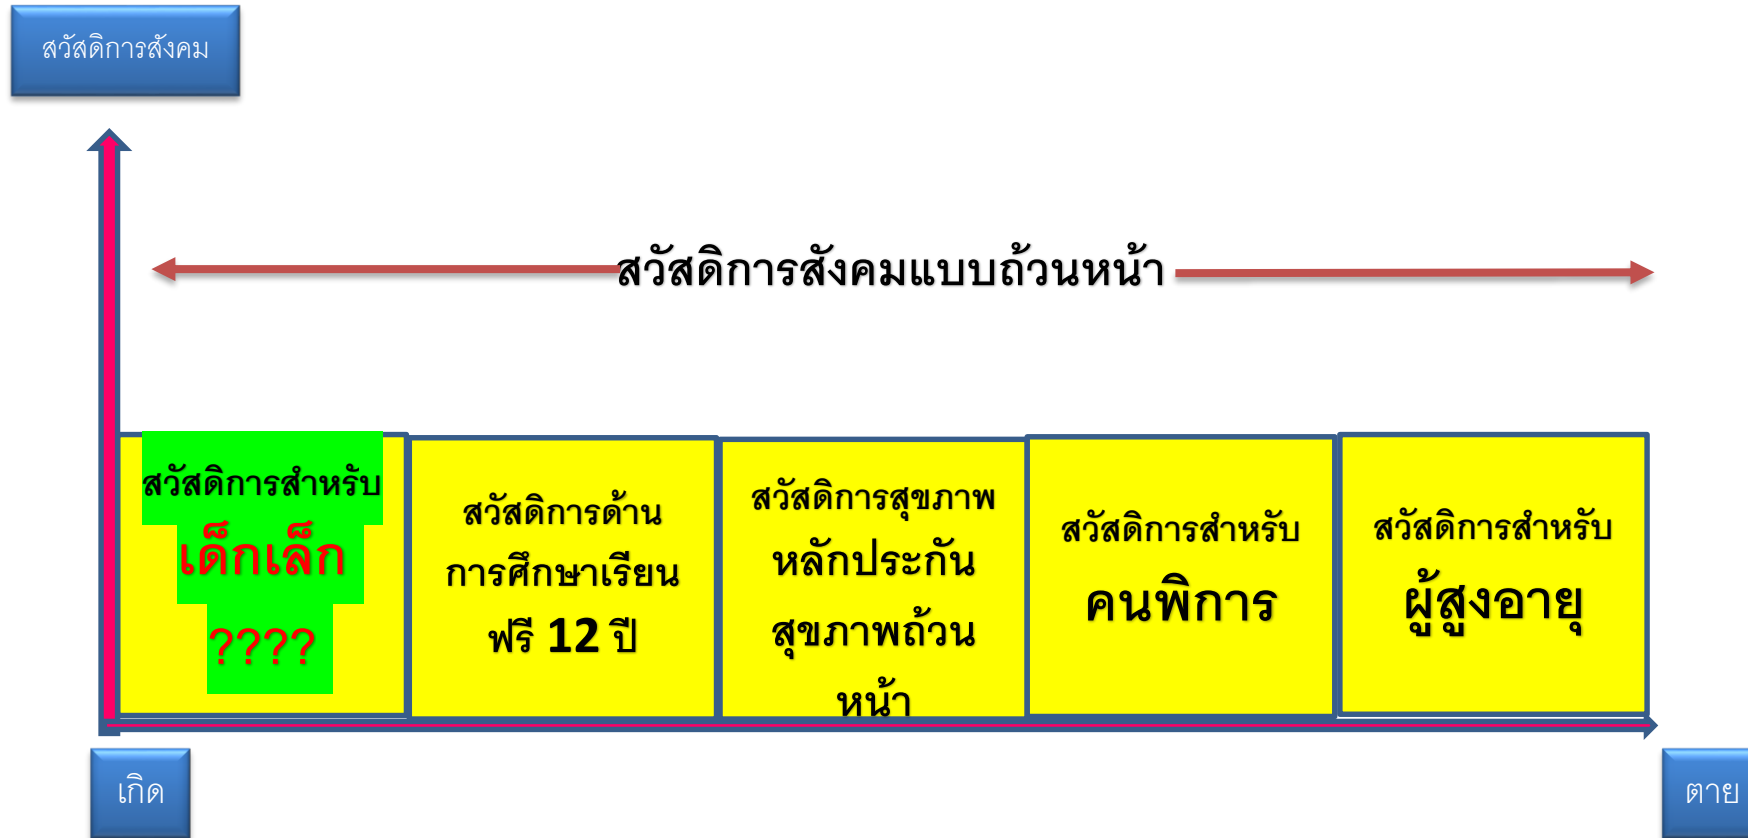 สวัสดิการสังคม
สวัสดิการสังคมแบบถ้วนหน้า
สวัสดิการสำหรับ
เด็กเล็ก
????
สวัสดิการด้าน
การศึกษาเรียน
ฟรี 12 ปี
สวัสดิการสุขภาพ
หลักประกัน
สุขภาพถ้วน
หน้า
สวัสดิการสำหรับ
คนพิการ
สวัสดิการสำหรับ
ผู้สูงอายุ
เกิด
ตาย